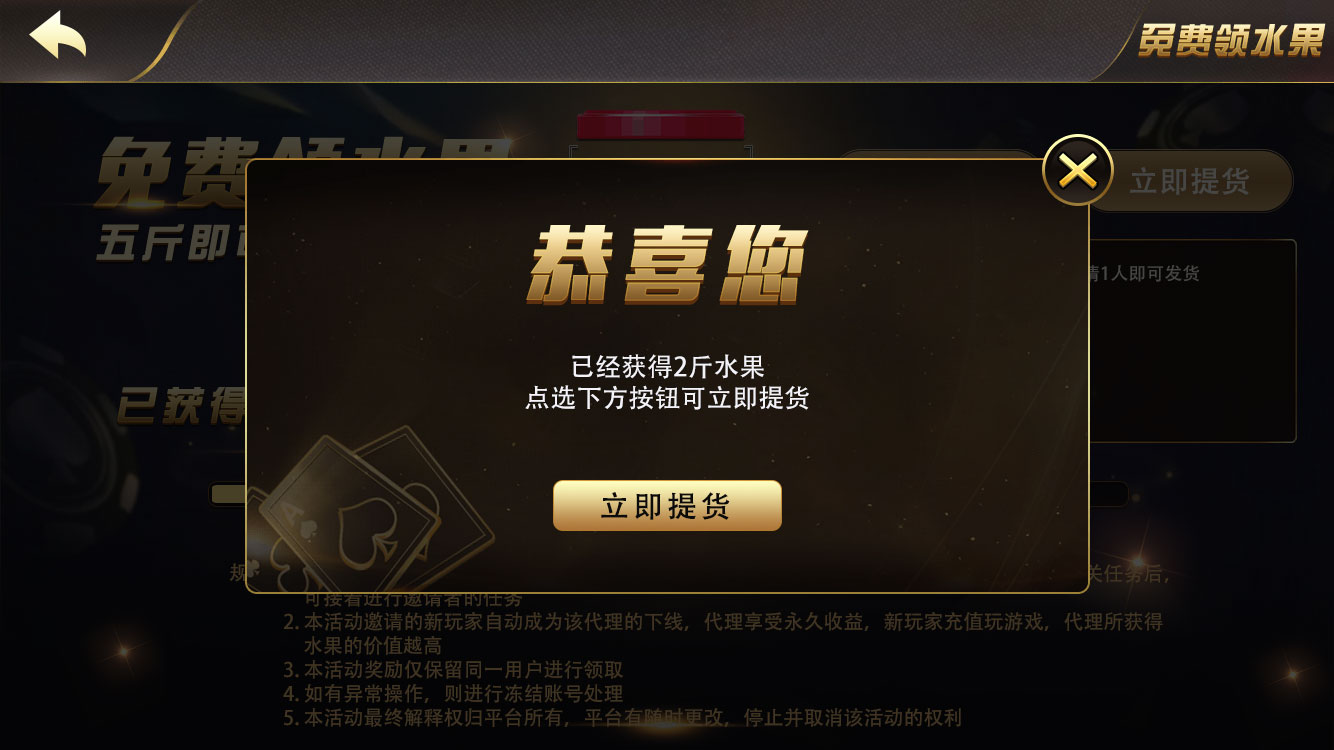 免费领水果
免费领水果
立即提货
五斤即可
请1人即可发货
恭喜您
已经获得2斤水果
点选下方按钮可立即提货
已获得
立即提货
规
关任务后,
可接着进行邀请者的任务
2. 本活动邀请的新玩家自动成为该代理的下线, 代理享受永久收益, 新玩家充值玩游戏, 代理所获得
水果的价值越高
3. 本活动奖励仅保留同一用户进行领取
4. 如有异常操作, 则进行冻结账号处理
5. 本活动最终解释权归平台所有, 平台有随时更改, 停止并取消该活动的权利